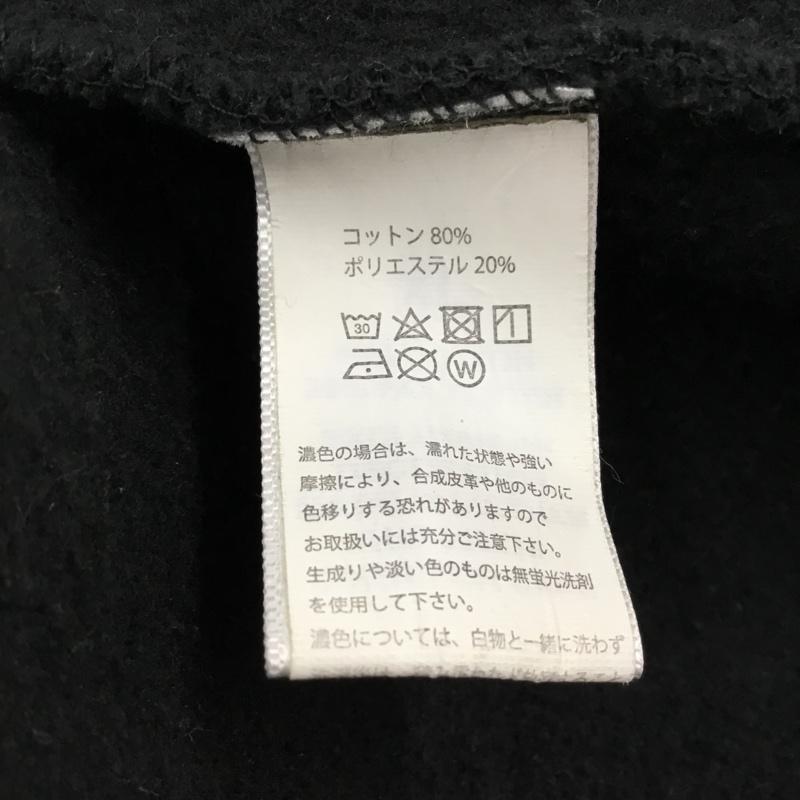 コットン 80%
ポリエステル 20%
30
W
濃色の場合は、濡れた状態や強い
摩擦により、合成皮革や他のものに
色移りする恐れがありますので
お取扱いには充分ご注意下さい。
生成りや淡い色のものは無蛍光洗剤
を使用して下さい。
濃色については、白物と一緒に洗わず